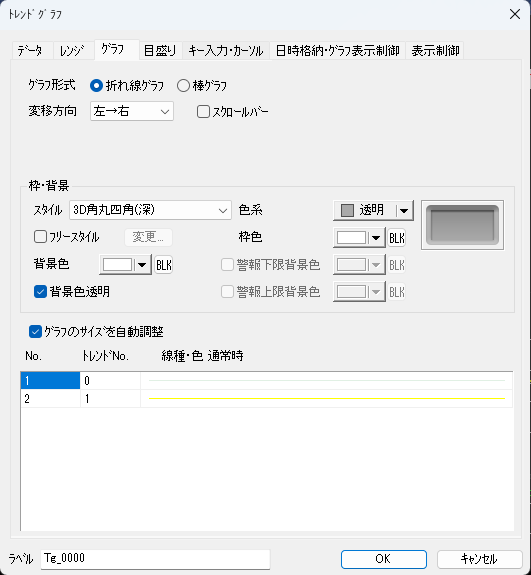 ﾄﾚﾝﾄﾞｸﾞﾗﾌ
データ レンジ グラフ 目盛り キー入力･カーソル 日時格納･グラフ表示制御 表示制御
グラフ形式 折れ線グラフ 棒グラフ
変移方向 左→右 スクロールバー
枠･背景
スタイル 3D角丸四角(深) 色系 透明
フリースタイル 変更... 枠色 BLK
背景色 BLK 警報下限背景色 BLK
背景色透明 警報上限背景色 BLK
グラフのサイズを自動調整
No. トレンドNo. 線種･色 通常時
1 0
2 1
ラベル Tg_0000 OK キャンセル